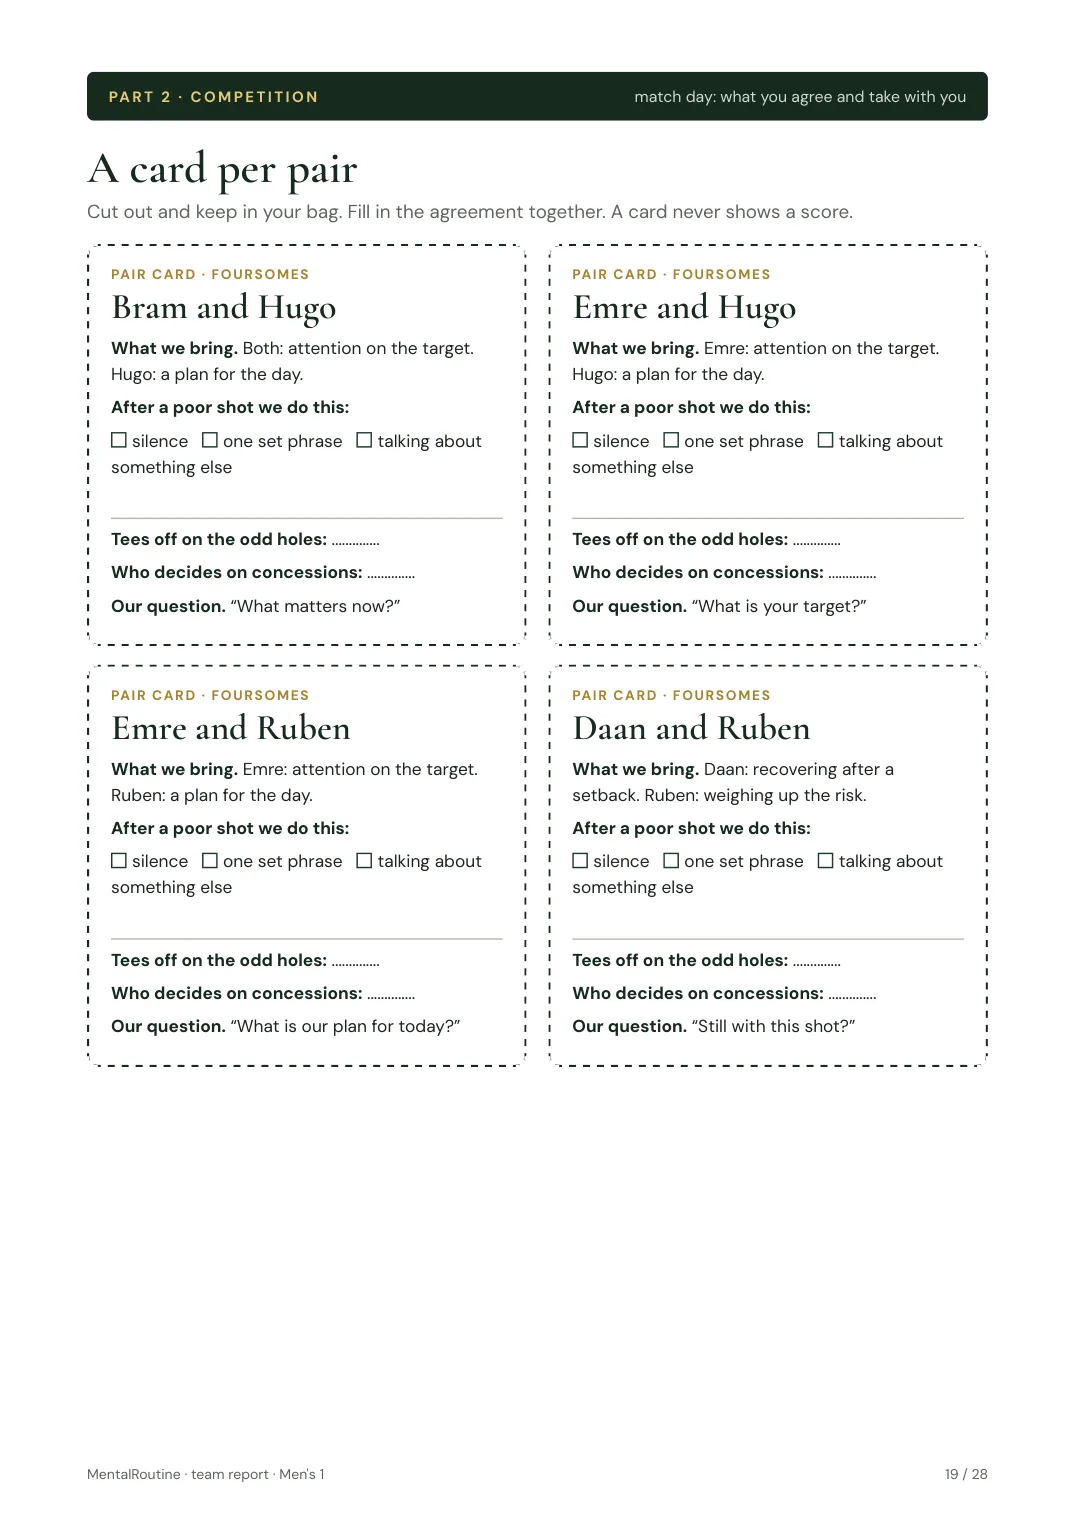 PART 2 · COMPETITION
match day: what you agree and take with you
A card per pair
Cut out and keep in your bag. Fill in the agreement together. A card never shows a score.
PAIR CARD · FOURSOMES
Bram and Hugo
What we bring. Both: attention on the target.
Hugo: a plan for the day.
After a poor shot we do this:
☐ silence ☐ one set phrase ☐ talking about
something else
Tees off on the odd holes: ..............
Who decides on concessions: ..............
Our question. “What matters now?”
PAIR CARD · FOURSOMES
Emre and Hugo
What we bring. Emre: attention on the target.
Hugo: a plan for the day.
After a poor shot we do this:
☐ silence ☐ one set phrase ☐ talking about
something else
Tees off on the odd holes: ..............
Who decides on concessions: ..............
Our question. “What is your target?”
PAIR CARD · FOURSOMES
Emre and Ruben
What we bring. Emre: attention on the target.
Ruben: a plan for the day.
After a poor shot we do this:
☐ silence ☐ one set phrase ☐ talking about
something else
Tees off on the odd holes: ..............
Who decides on concessions: ..............
Our question. “What is our plan for today?”
PAIR CARD · FOURSOMES
Daan and Ruben
What we bring. Daan: recovering after a
setback. Ruben: weighing up the risk.
After a poor shot we do this:
☐ silence ☐ one set phrase ☐ talking about
something else
Tees off on the odd holes: ..............
Who decides on concessions: ..............
Our question. “Still with this shot?”
MentalRoutine · team report · Men's 1
19 / 28